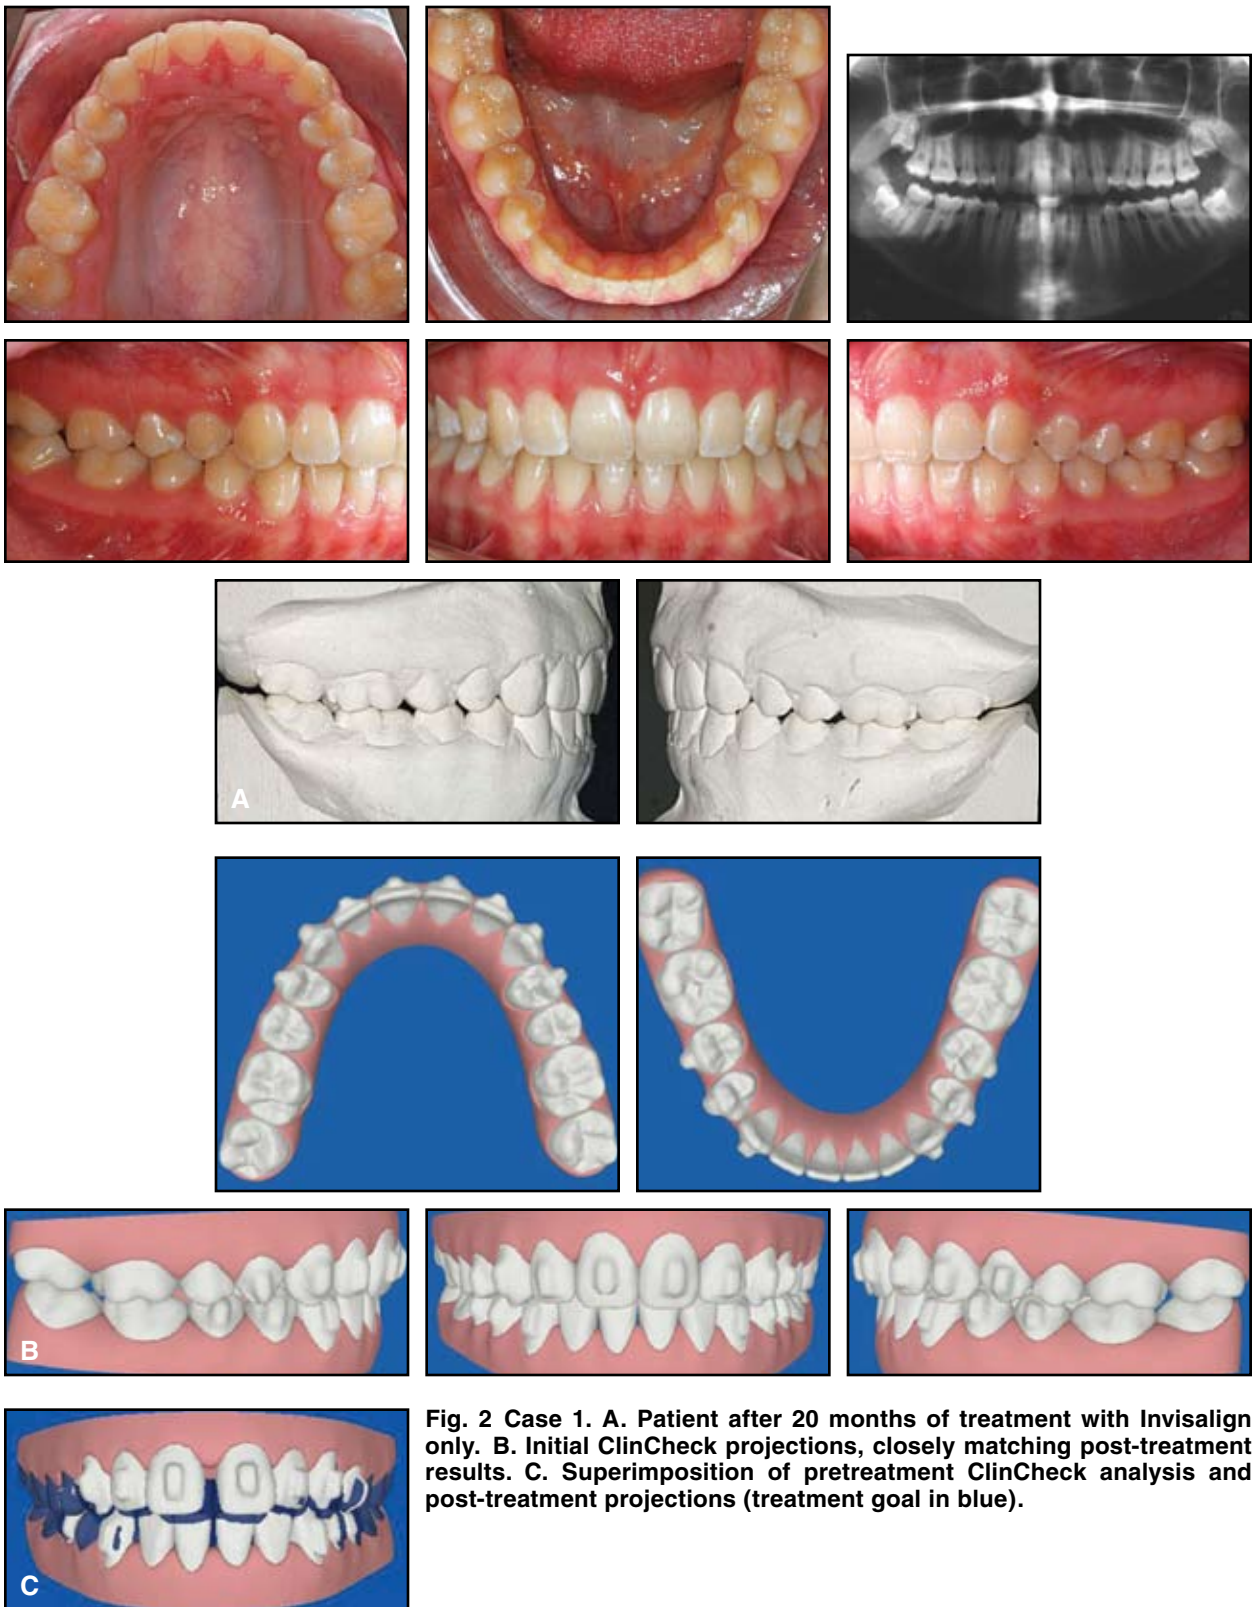 A
B
C
Fig. 2 Case 1. A. Patient after 20 months of treatment with Invisalign
only. B. Initial ClinCheck projections, closely matching post-treatment
results. C. Superimposition of pretreatment ClinCheck analysis and
post-treatment projections (treatment goal in blue).